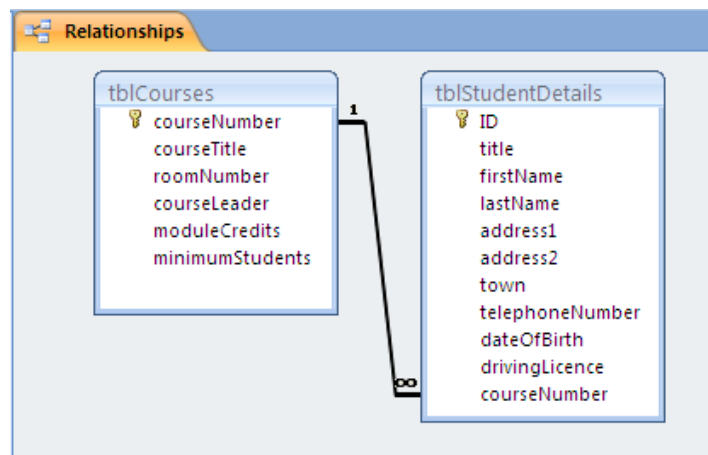 Relationships
tblCourses
courseNumber
courseTitle
roomNumber
courseLeader
moduleCredits
minimumStudents
1
∞
tblStudentDetails
ID
title
firstName
lastName
address1
address2
town
telephoneNumber
dateOfBirth
drivingLicence
courseNumber